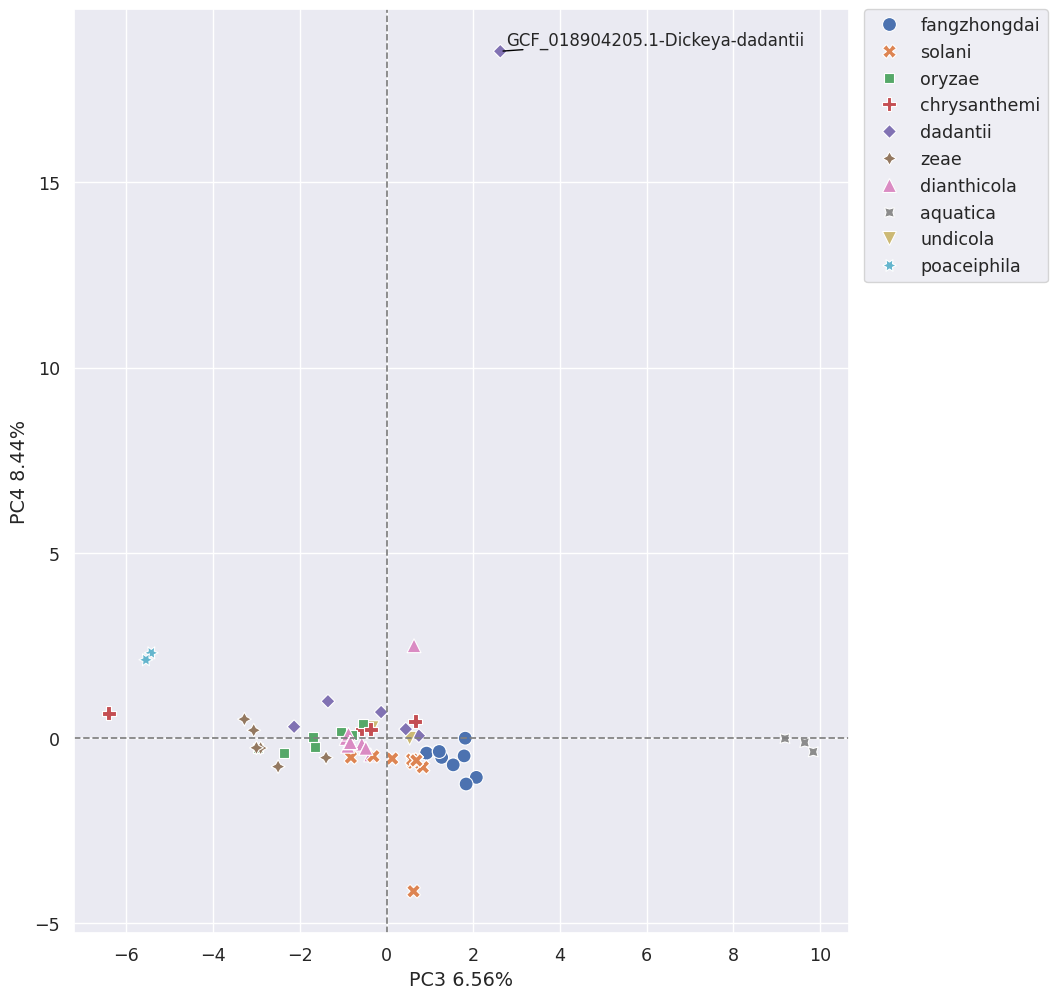 GCF_018904205.1-Dickeya-dadantii
fangzhongdai
solani
oryzae
chrysanthemi
dadantii
zeae
dianthicola
aquatica
undicola
poaceiphila
15
10
5
0
−5
PC4 8.44%
−6 −4 −2 0 2 4 6 8 10
PC3 6.56%